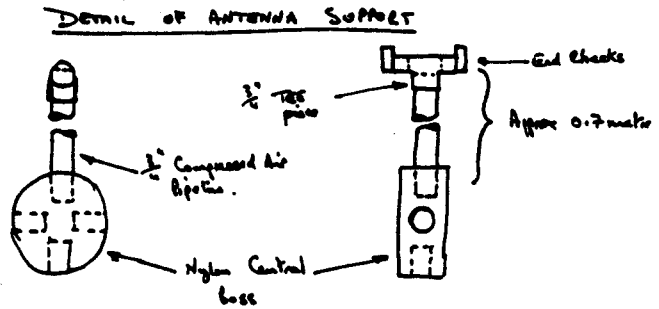 DETAIL OF ANTENNA SUPPORT
End Cheeks
3/4" TEE
piece
Approx 0.7 metre
3/4" Compressed Air
Pipeline.
Nylon Central
boss